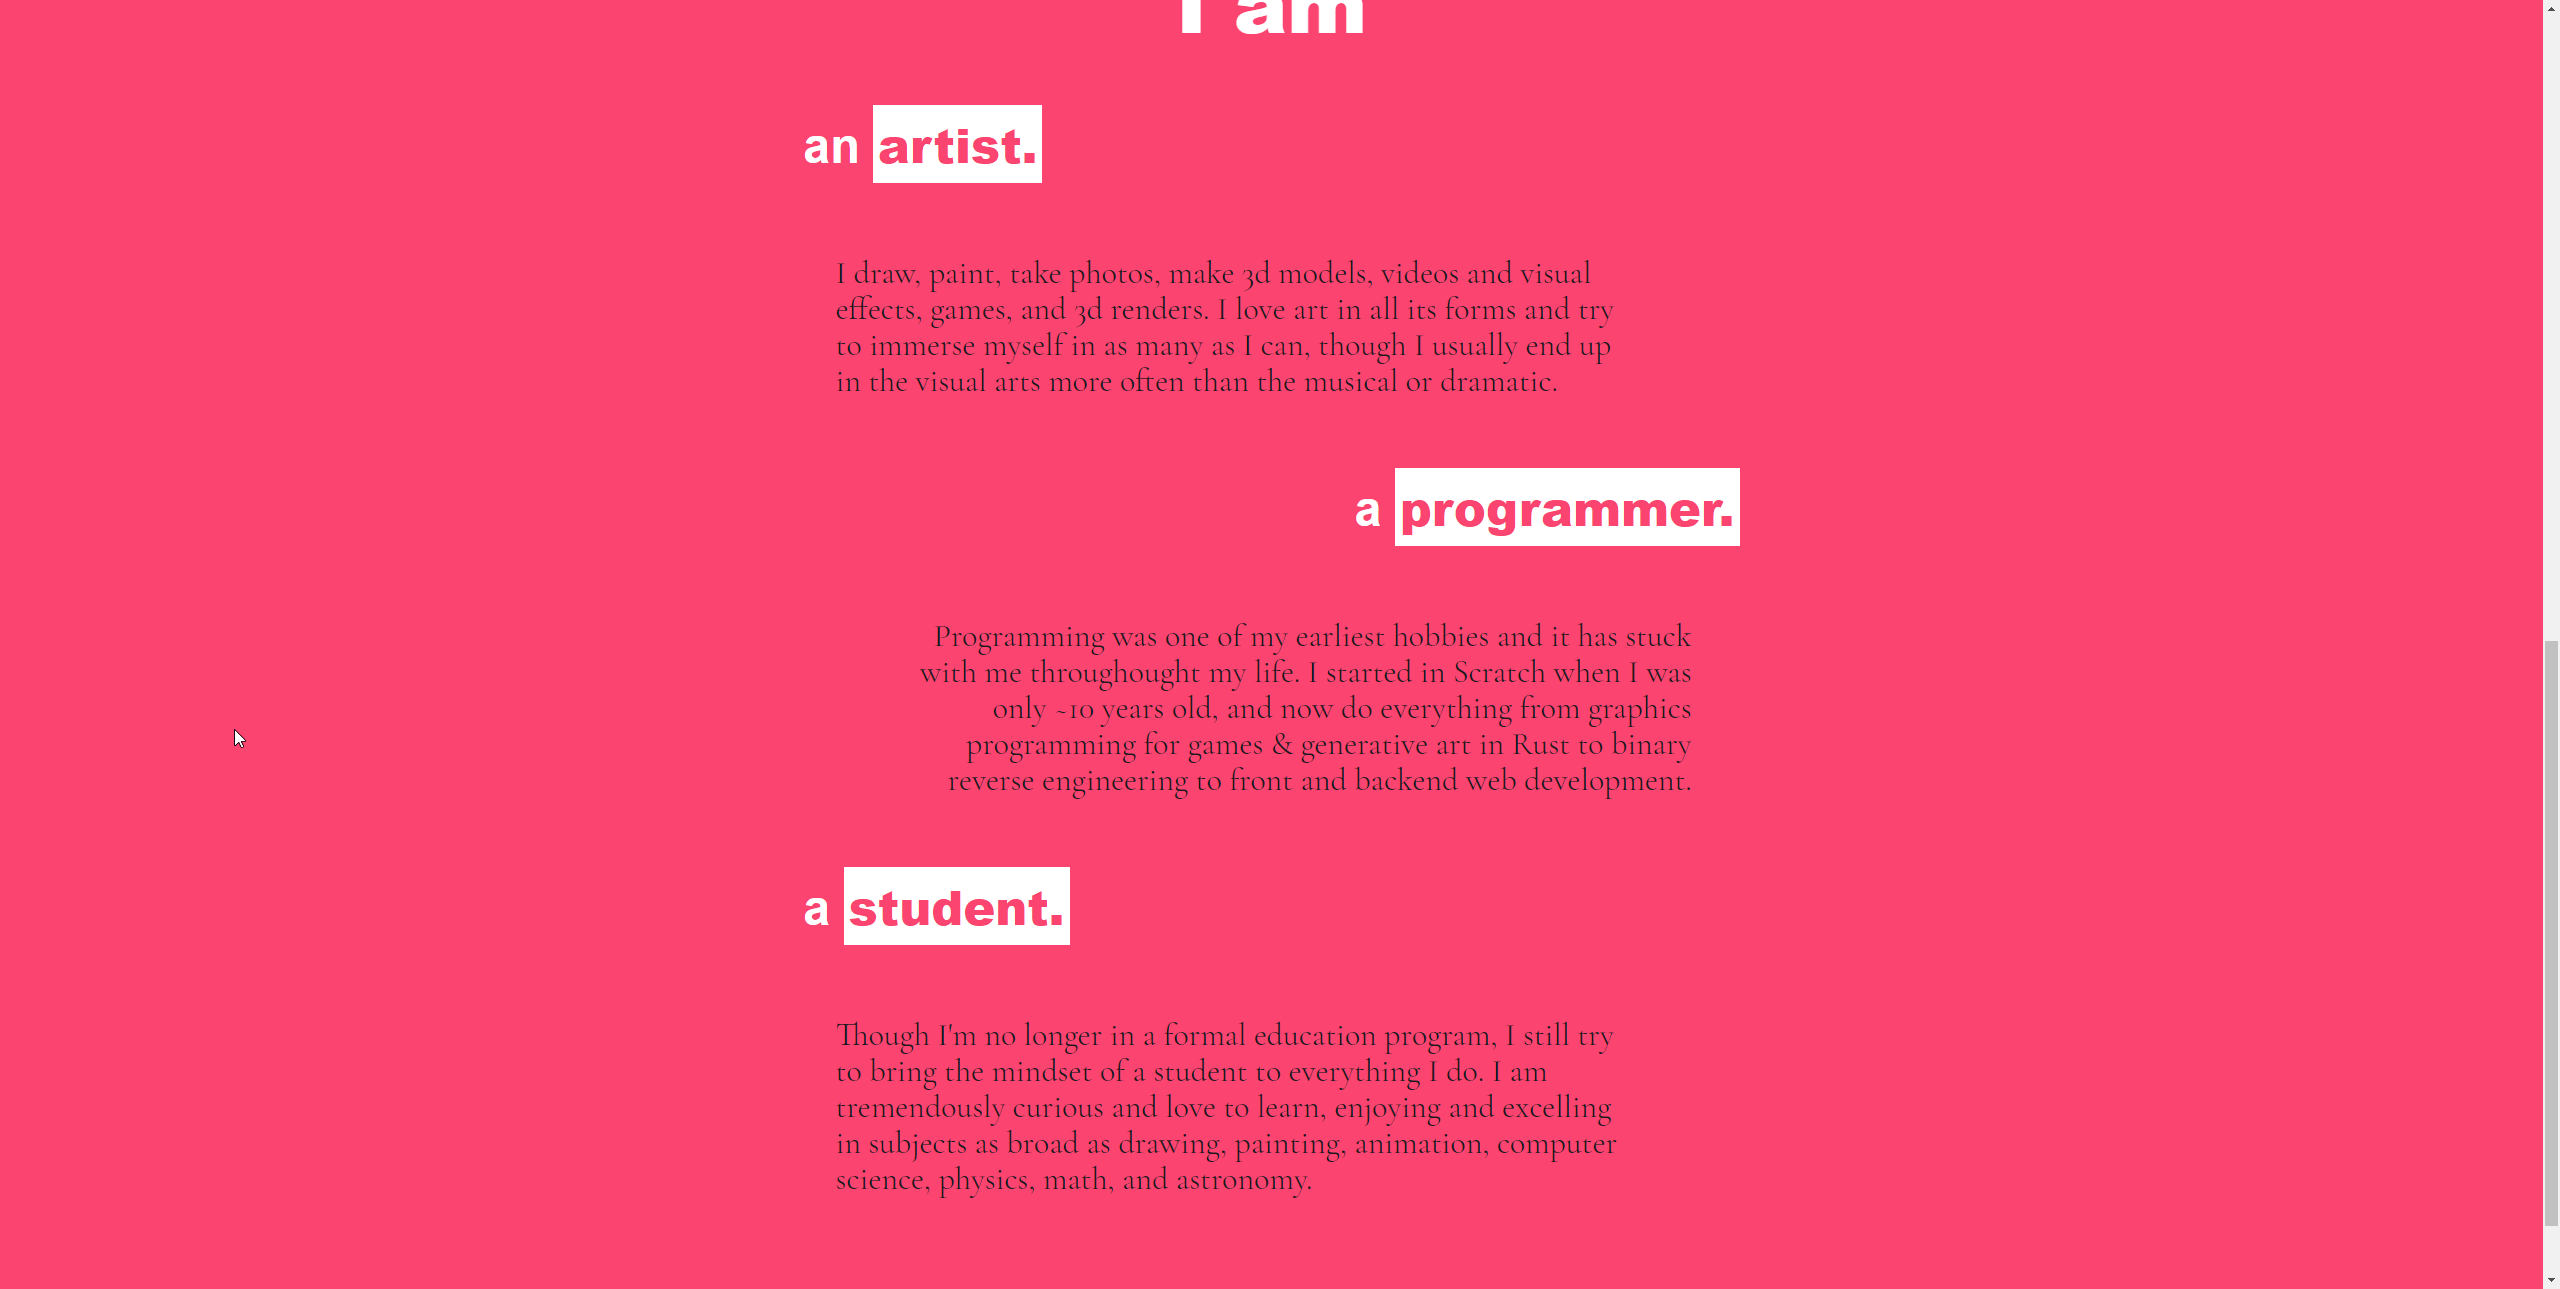 I am
an artist.
I draw, paint, take photos, make 3d models, videos and visual
effects, games, and 3d renders. I love art in all its forms and try
to immerse myself in as many as I can, though I usually end up
in the visual arts more often than the musical or dramatic.
a programmer.
Programming was one of my earliest hobbies and it has stuck
with me throughought my life. I started in Scratch when I was
only ~10 years old, and now do everything from graphics
programming for games & generative art in Rust to binary
reverse engineering to front and backend web development.
a student.
Though I'm no longer in a formal education program, I still try
to bring the mindset of a student to everything I do. I am
tremendously curious and love to learn, enjoying and excelling
in subjects as broad as drawing, painting, animation, computer
science, physics, math, and astronomy.